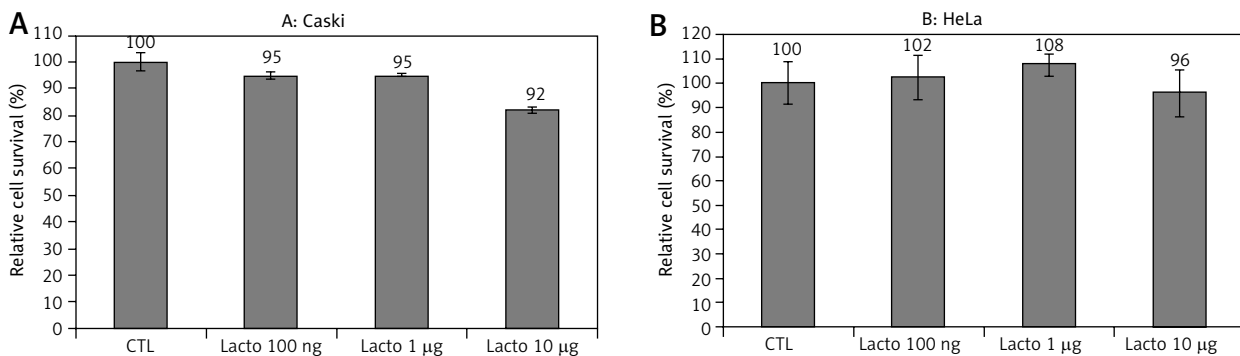 A
A: Caski
Relative cell survival (%)
110
100
90
80
70
60
50
40
30
20
10
0
100
95
95
92
CTL
Lacto 100 ng
Lacto 1 µg
Lacto 10 µg
B
B: HeLa
Relative cell survival (%)
120
110
100
90
80
70
60
50
40
30
20
10
0
100
102
108
96
CTL
Lacto 100 ng
Lacto 1 µg
Lacto 10 µg